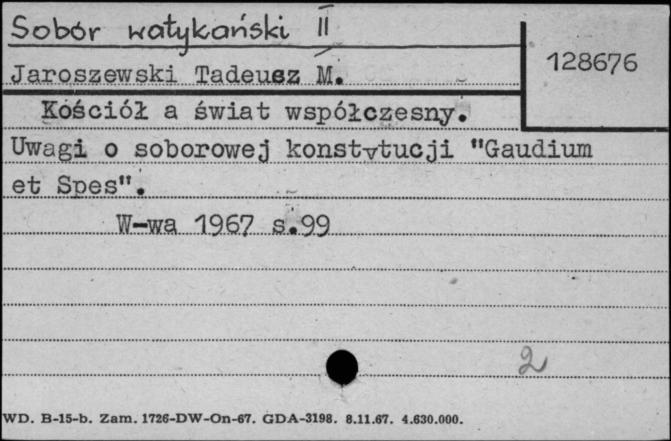 Sobór watykański II
128676
Jaroszewski Tadeusz M.
Kościół a świat współczesny.
Uwagi o soborowej konstytucji "Gaudium
et Spes".
W-wa 1967 s.99
2
WD. B-15-b. Zam. 1726-DW-On-67. GDA-3198. 8.11.67. 4.630.000.